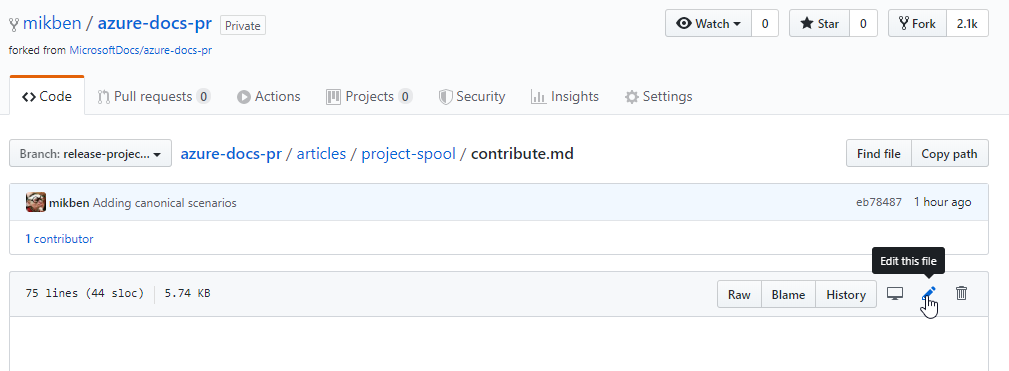 mikben / azure-docs-pr Private
Watch 0 Star 0 Fork 2.1k
forked from MicrosoftDocs/azure-docs-pr
Code Pull requests 0 Actions Projects 0 Security Insights Settings
Branch: release-projec... azure-docs-pr / articles / project-spool / contribute.md Find file Copy path
mikben Adding canonical scenarios eb78487 1 hour ago
1 contributor
Edit this file
75 lines (44 sloc) 5.74 KB Raw Blame History